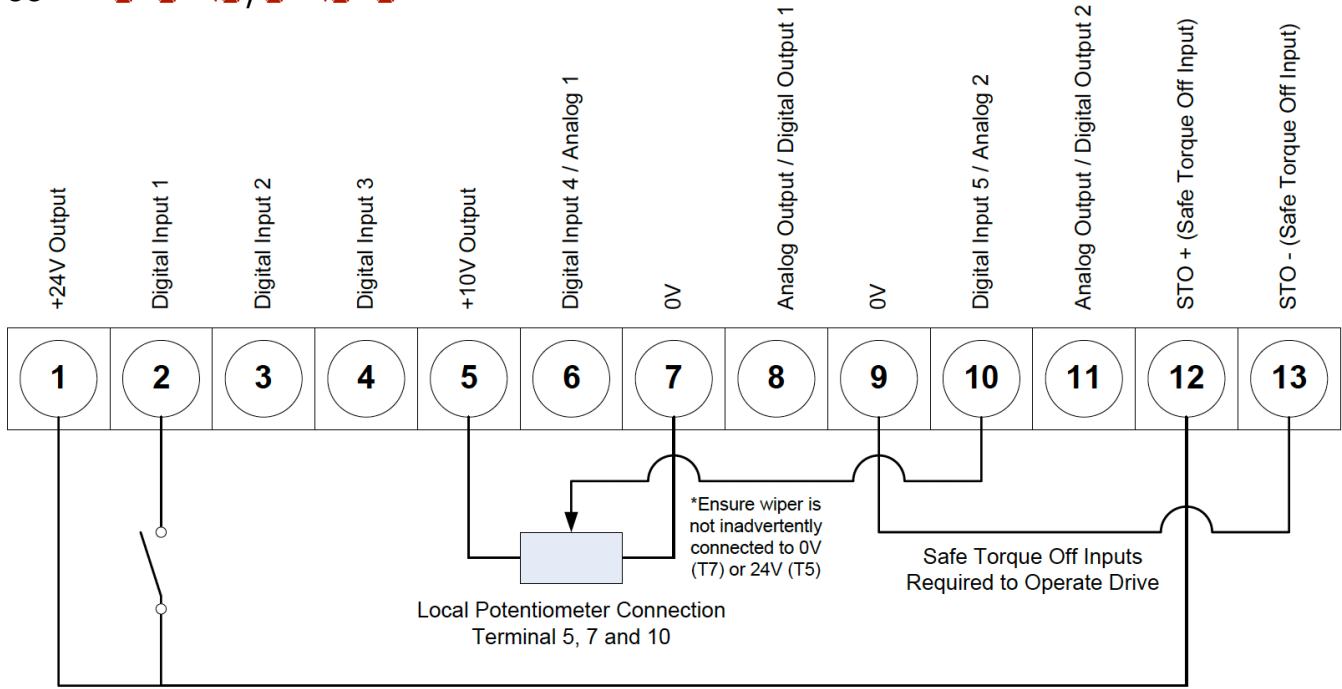 +24V Output
Digital Input 1
Digital Input 2
Digital Input 3
+10V Output
Digital Input 4 / Analog 1
0V
Analog Output / Digital Output 1
0V
Digital Input 5 / Analog 2
Analog Output / Digital Output 2
STO + (Safe Torque Off Input)
STO - (Safe Torque Off Input)
1
2
3
4
5
6
7
8
9
10
11
12
13
*Ensure wiper is
not inadvertently
connected to 0V
(T7) or 24V (T5)
Safe Torque Off Inputs
Required to Operate Drive
Local Potentiometer Connection
Terminal 5, 7 and 10